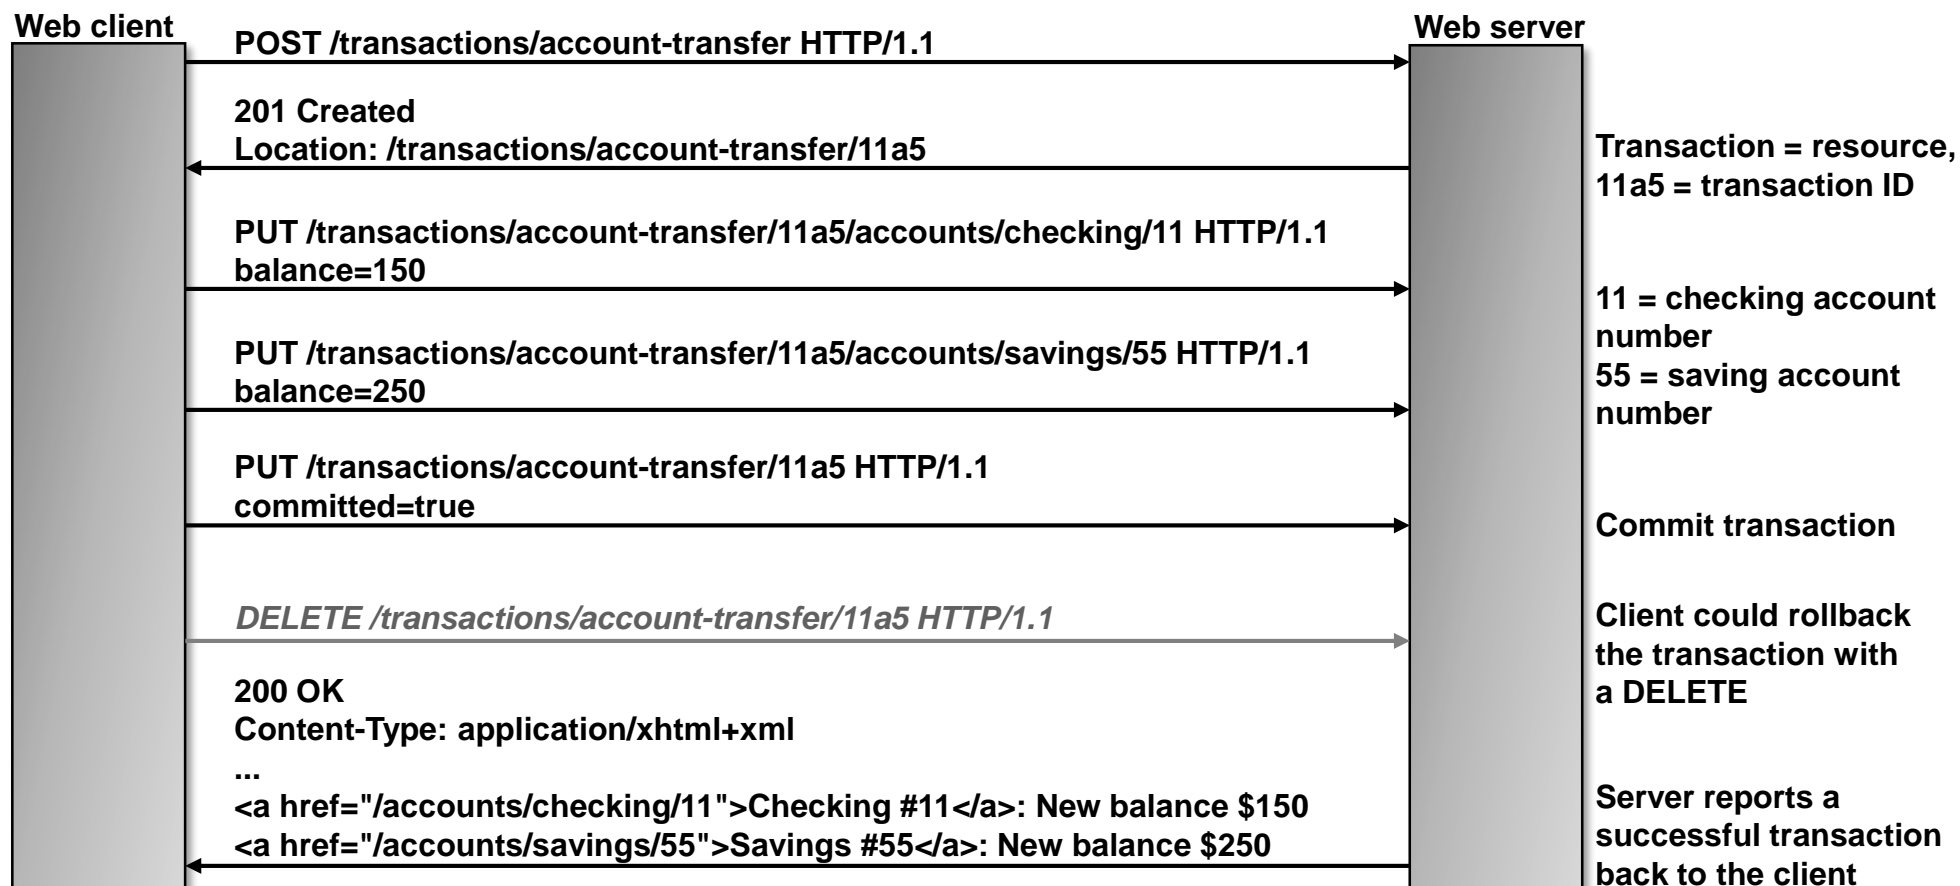 Web client
Web server
POST /transactions/account-transfer HTTP/1.1
201 Created
Location: /transactions/account-transfer/11a5
Transaction = resource,
11a5 = transaction ID
PUT /transactions/account-transfer/11a5/accounts/checking/11 HTTP/1.1
balance=150
11 = checking account
number
55 = saving account
number
PUT /transactions/account-transfer/11a5/accounts/savings/55 HTTP/1.1
balance=250
PUT /transactions/account-transfer/11a5 HTTP/1.1
committed=true
Commit transaction
DELETE /transactions/account-transfer/11a5 HTTP/1.1
Client could rollback
the transaction with
a DELETE
200 OK
Content-Type: application/xhtml+xml
...
<a href="/accounts/checking/11">Checking #11</a>: New balance $150
<a href="/accounts/savings/55">Savings #55</a>: New balance $250
Server reports a
successful transaction
back to the client